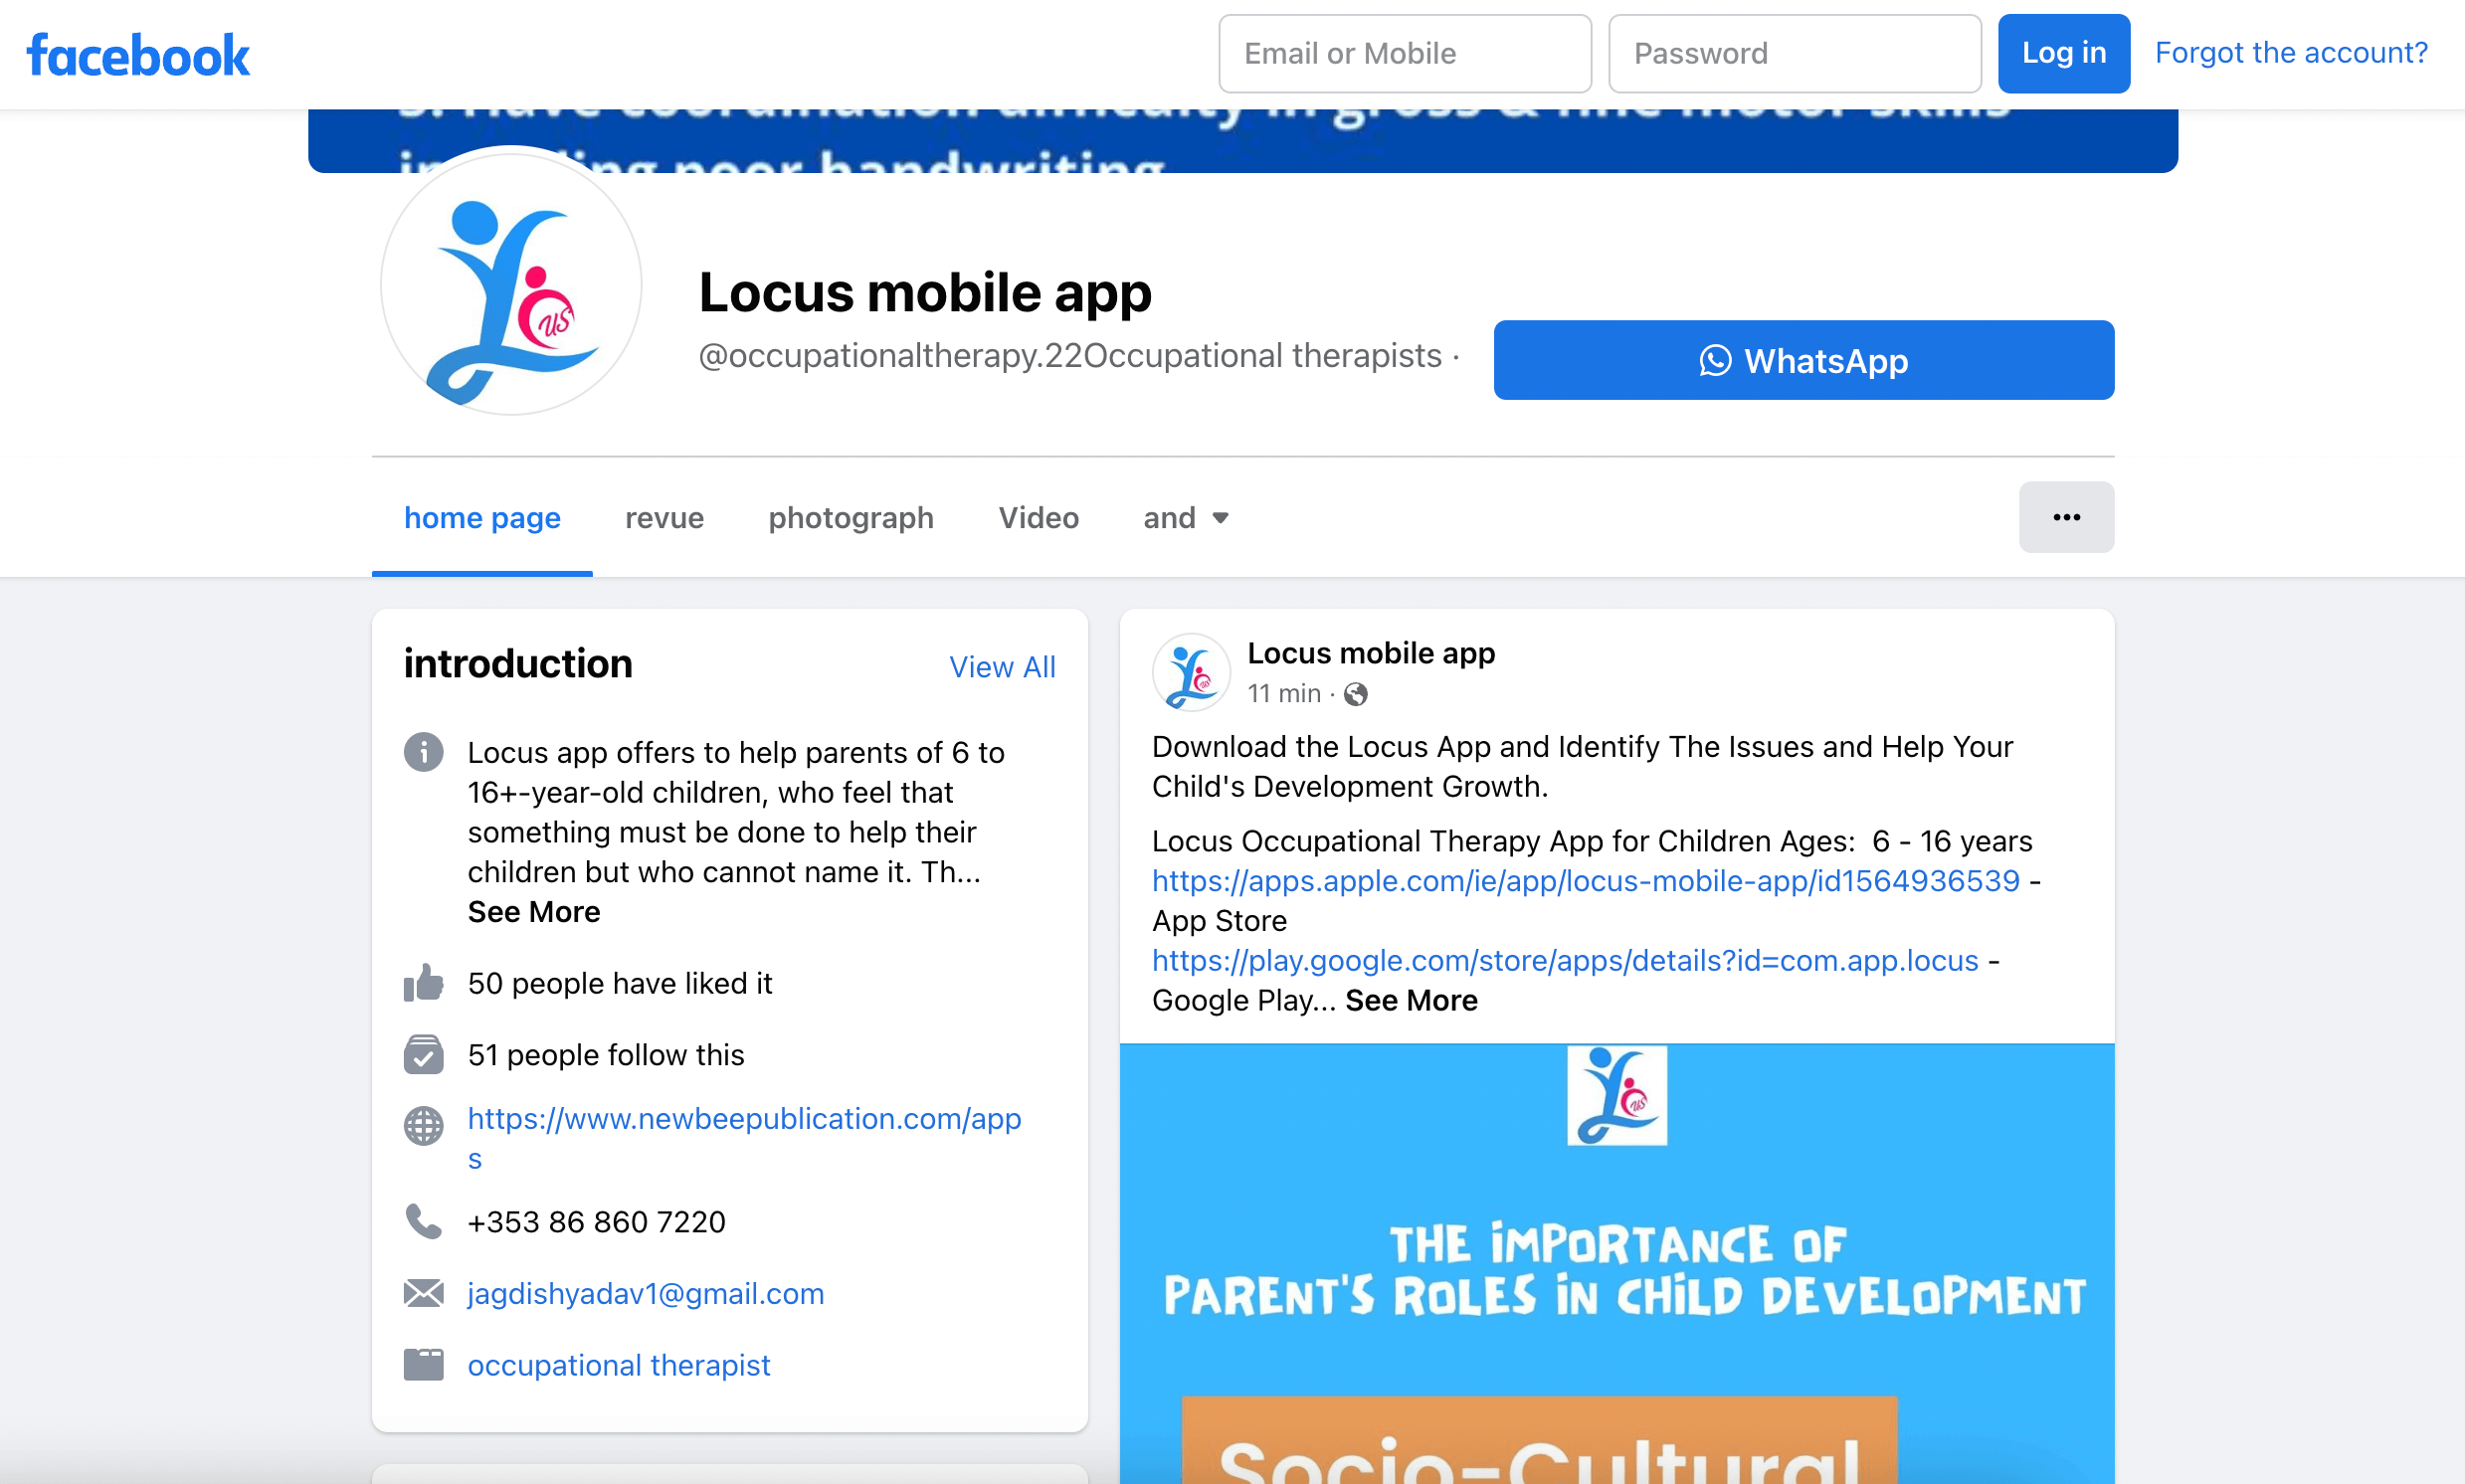 facebook
Email or Mobile
Password
Log in
Forgot the account?
3. Have coordination difficulty in gross & fine motor skills
poor handwriting
Locus mobile app
@occupationaltherapy.22Occupational therapists ·
WhatsApp
home page
revue
photograph
Video
and
introduction
View All
Locus app offers to help parents of 6 to
16+-year-old children, who feel that
something must be done to help their
children but who cannot name it. Th...
See More
50 people have liked it
51 people follow this
https://www.newbeepublication.com/app
s
+353 86 860 7220
jagdishyadav1@gmail.com
occupational therapist
Locus mobile app
11 min ·
Download the Locus App and Identify The Issues and Help Your
Child's Development Growth.
Locus Occupational Therapy App for Children Ages:  6 - 16 years
https://apps.apple.com/ie/app/locus-mobile-app/id1564936539 -
App Store
https://play.google.com/store/apps/details?id=com.app.locus -
Google Play... See More
THE iMPORTANCE OF
PARENT'S ROLES iN CHiLD DEVELOPMENT
Socio-Cultural